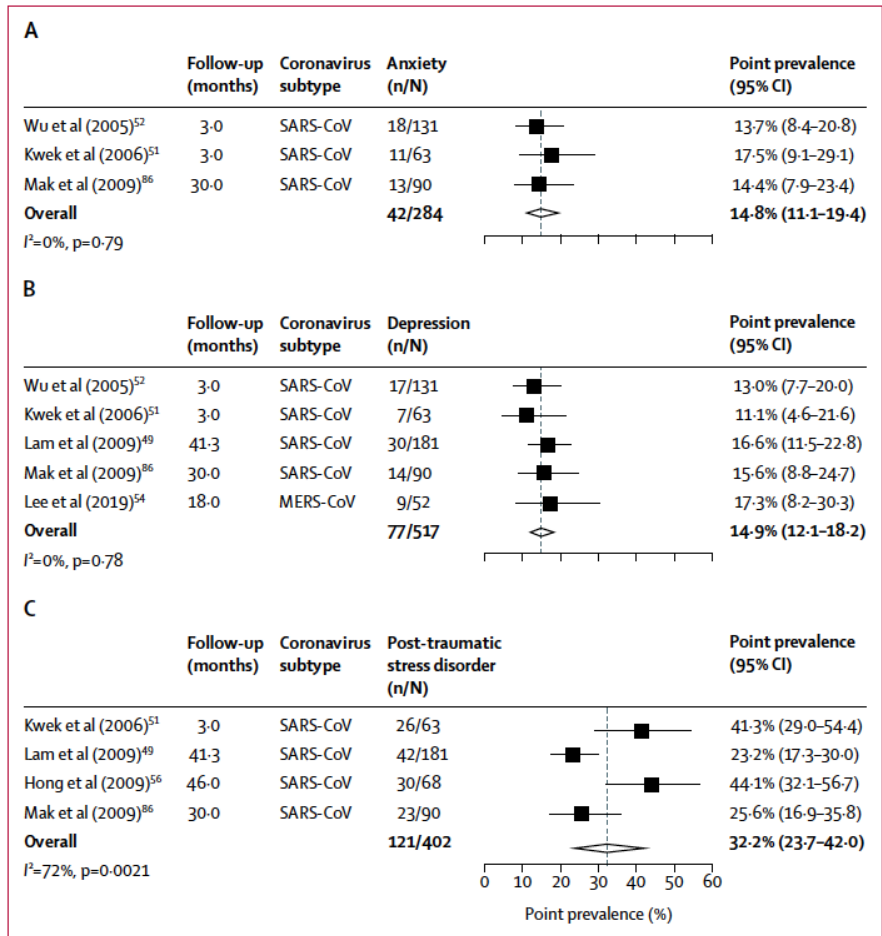 A
Follow-up Coronavirus Anxiety Point prevalence
(months) subtype (n/N) (95% CI)
Wu et al (2005)⁵² 3·0 SARS-CoV 18/131 13·7% (8·4–20·8)
Kwek et al (2006)⁵¹ 3·0 SARS-CoV 11/63 17·5% (9·1–29·1)
Mak et al (2009)⁸⁶ 30·0 SARS-CoV 13/90 14·4% (7·9–23·4)
Overall 42/284 14·8% (11·1–19·4)
I²=0%, p=0·79
B
Follow-up Coronavirus Depression Point prevalence
(months) subtype (n/N) (95% CI)
Wu et al (2005)⁵² 3·0 SARS-CoV 17/131 13·0% (7·7–20·0)
Kwek et al (2006)⁵¹ 3·0 SARS-CoV 7/63 11·1% (4·6–21·6)
Lam et al (2009)⁴⁹ 41·3 SARS-CoV 30/181 16·6% (11·5–22·8)
Mak et al (2009)⁸⁶ 30·0 SARS-CoV 14/90 15·6% (8·8–24·7)
Lee et al (2019)⁵⁴ 18·0 MERS-CoV 9/52 17·3% (8·2–30·3)
Overall 77/517 14·9% (12·1–18·2)
I²=0%, p=0·78
C
Follow-up Coronavirus Post-traumatic Point prevalence
(months) subtype stress disorder (95% CI)
(n/N)
Kwek et al (2006)⁵¹ 3·0 SARS-CoV 26/63 41·3% (29·0–54·4)
Lam et al (2009)⁴⁹ 41·3 SARS-CoV 42/181 23·2% (17·3–30·0)
Hong et al (2009)⁵⁶ 46·0 SARS-CoV 30/68 44·1% (32·1–56·7)
Mak et al (2009)⁸⁶ 30·0 SARS-CoV 23/90 25·6% (16·9–35·8)
Overall 121/402 32·2% (23·7–42·0)
I²=72%, p=0·0021
0 10 20 30 40 50 60
Point prevalence (%)